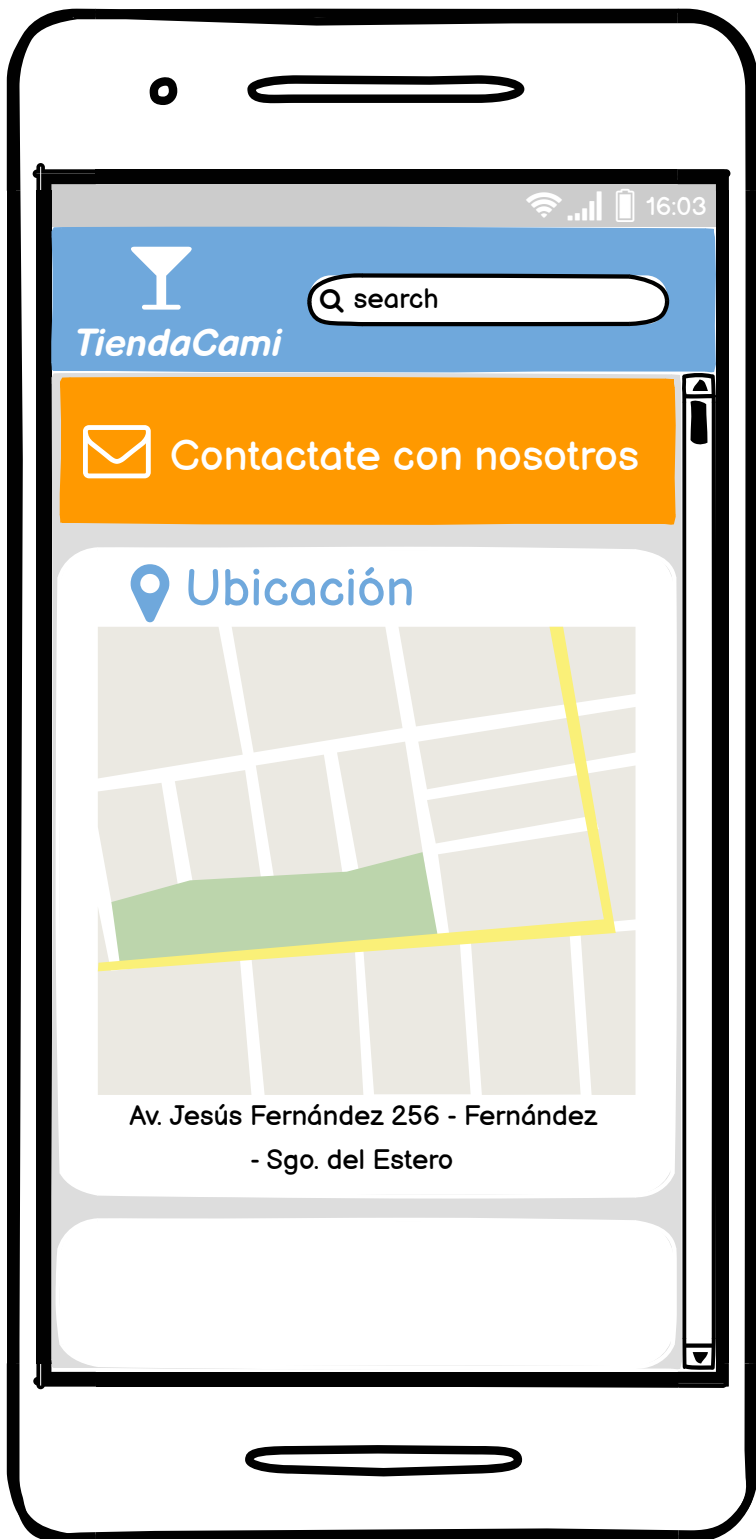 16:03
search
TiendaCami
Contactate con nosotros
Ubicación
Av. Jesús Fernández 256 - Fernández
- Sgo. del Estero